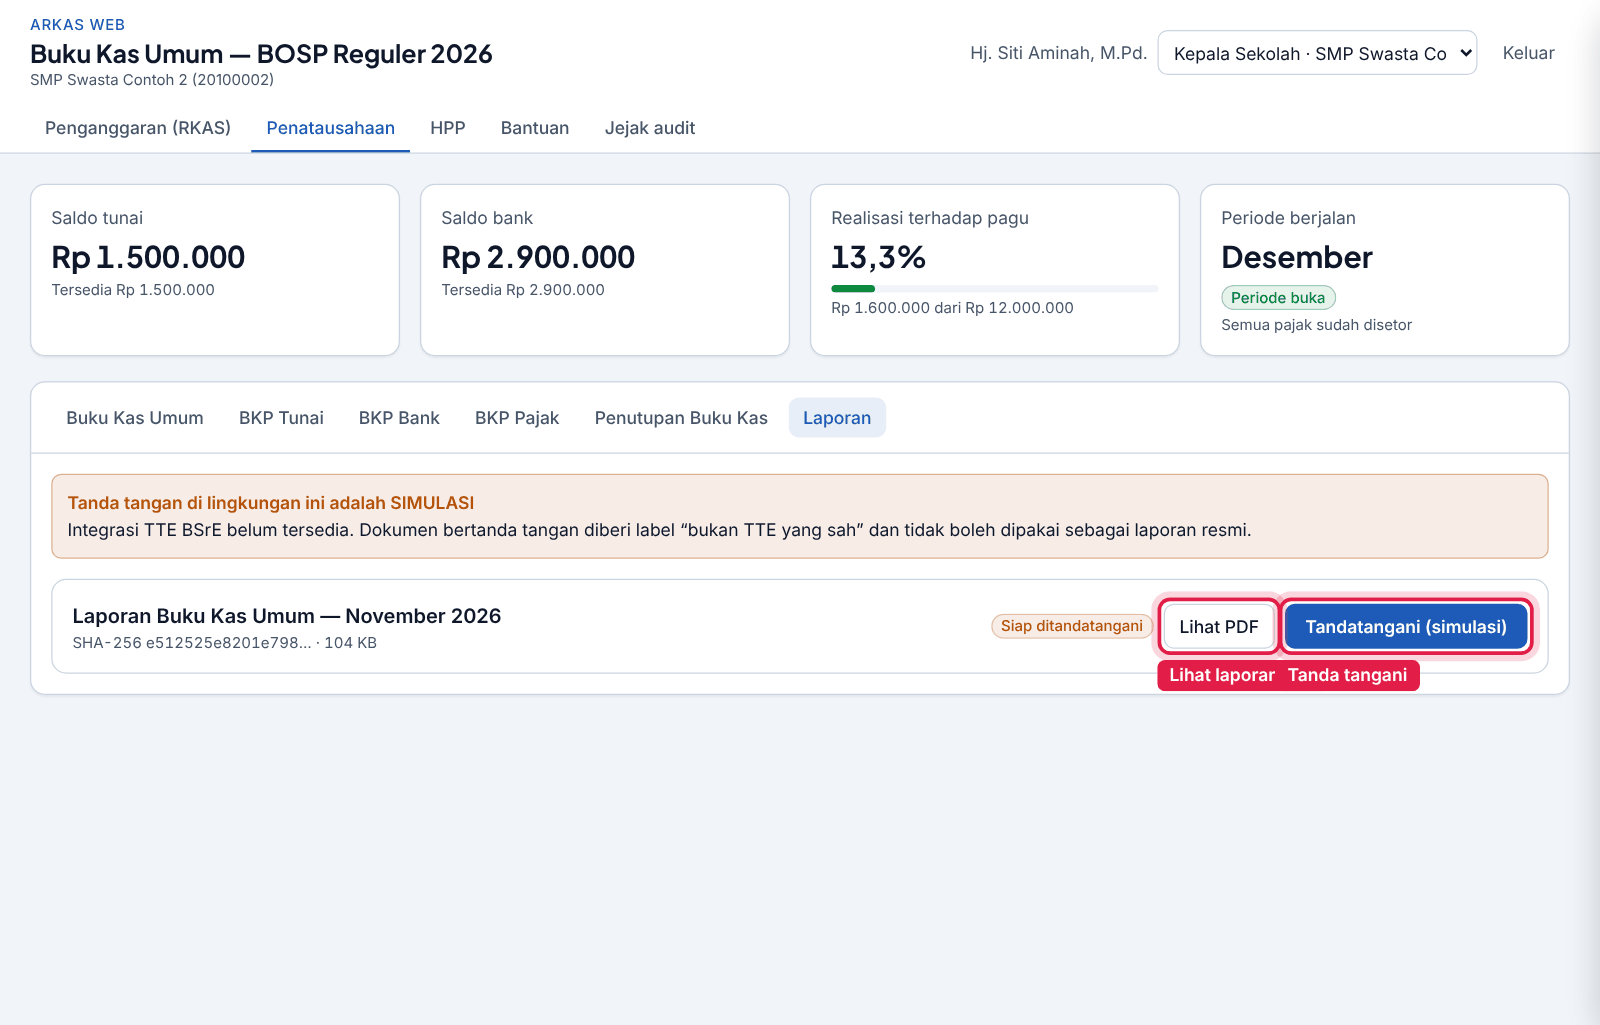 ARKAS WEB
Buku Kas Umum — BOSP Reguler 2026
SMP Swasta Contoh 2 (20100002)
Hj. Siti Aminah, M.Pd.
Kepala Sekolah · SMP Swasta Co
Keluar
Penganggaran (RKAS)
Penatausahaan
HPP
Bantuan
Jejak audit
Saldo tunai
Rp 1.500.000
Tersedia Rp 1.500.000
Saldo bank
Rp 2.900.000
Tersedia Rp 2.900.000
Realisasi terhadap pagu
13,3%
Rp 1.600.000 dari Rp 12.000.000
Periode berjalan
Desember
Periode buka
Semua pajak sudah disetor
Buku Kas Umum
BKP Tunai
BKP Bank
BKP Pajak
Penutupan Buku Kas
Laporan
Tanda tangan di lingkungan ini adalah SIMULASI
Integrasi TTE BSrE belum tersedia. Dokumen bertanda tangan diberi label “bukan TTE yang sah” dan tidak boleh dipakai sebagai laporan resmi.
Laporan Buku Kas Umum — November 2026
SHA-256 e512525e8201e798… · 104 KB
Siap ditandatangani
Lihat PDF
Tandatangani (simulasi)
Lihat laporar
Tanda tangani